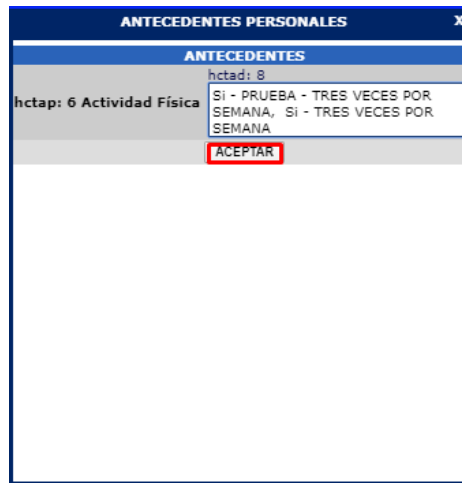 ANTECEDENTES PERSONALES X
ANTECEDENTES
hctad: 8
hctap: 6 Actividad Física
Si - PRUEBA - TRES VECES POR
SEMANA, Si - TRES VECES POR
SEMANA
ACEPTAR